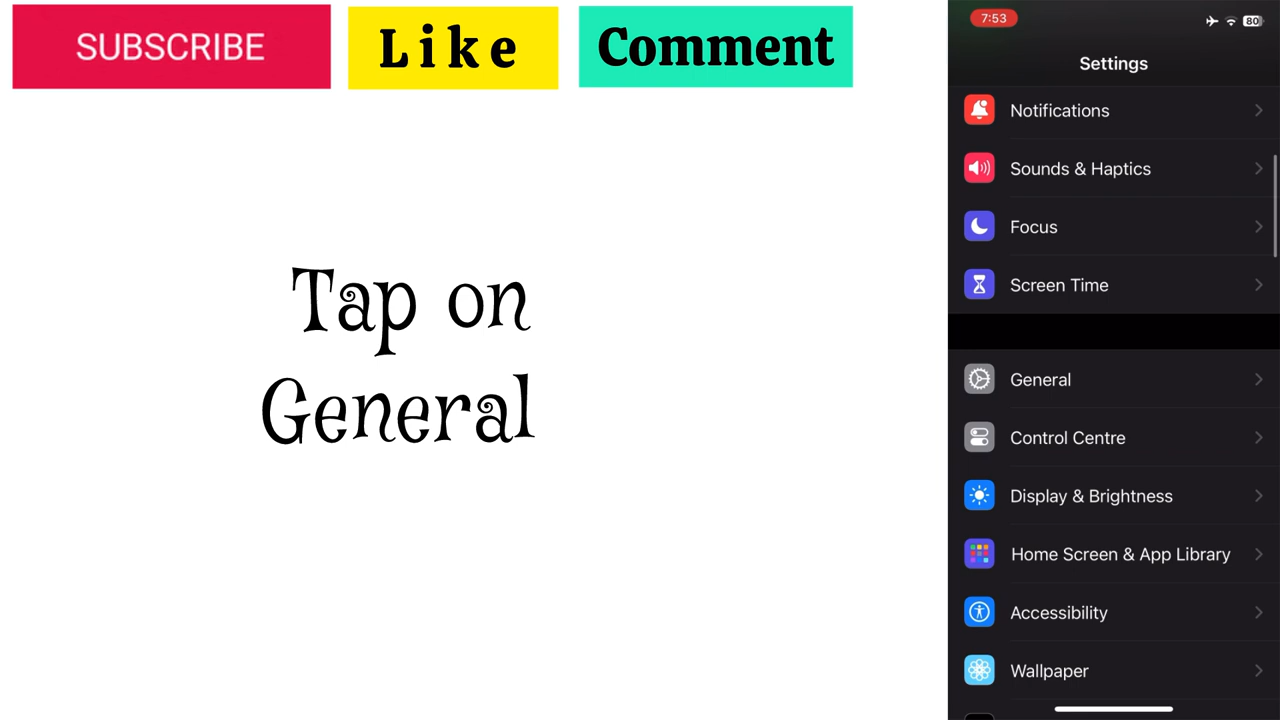 SUBSCRIBE
Like
Comment
Tap on
General
7:53
80
Settings
Notifications
Sounds & Haptics
Focus
Screen Time
General
Control Centre
Display & Brightness
Home Screen & App Library
Accessibility
Wallpaper